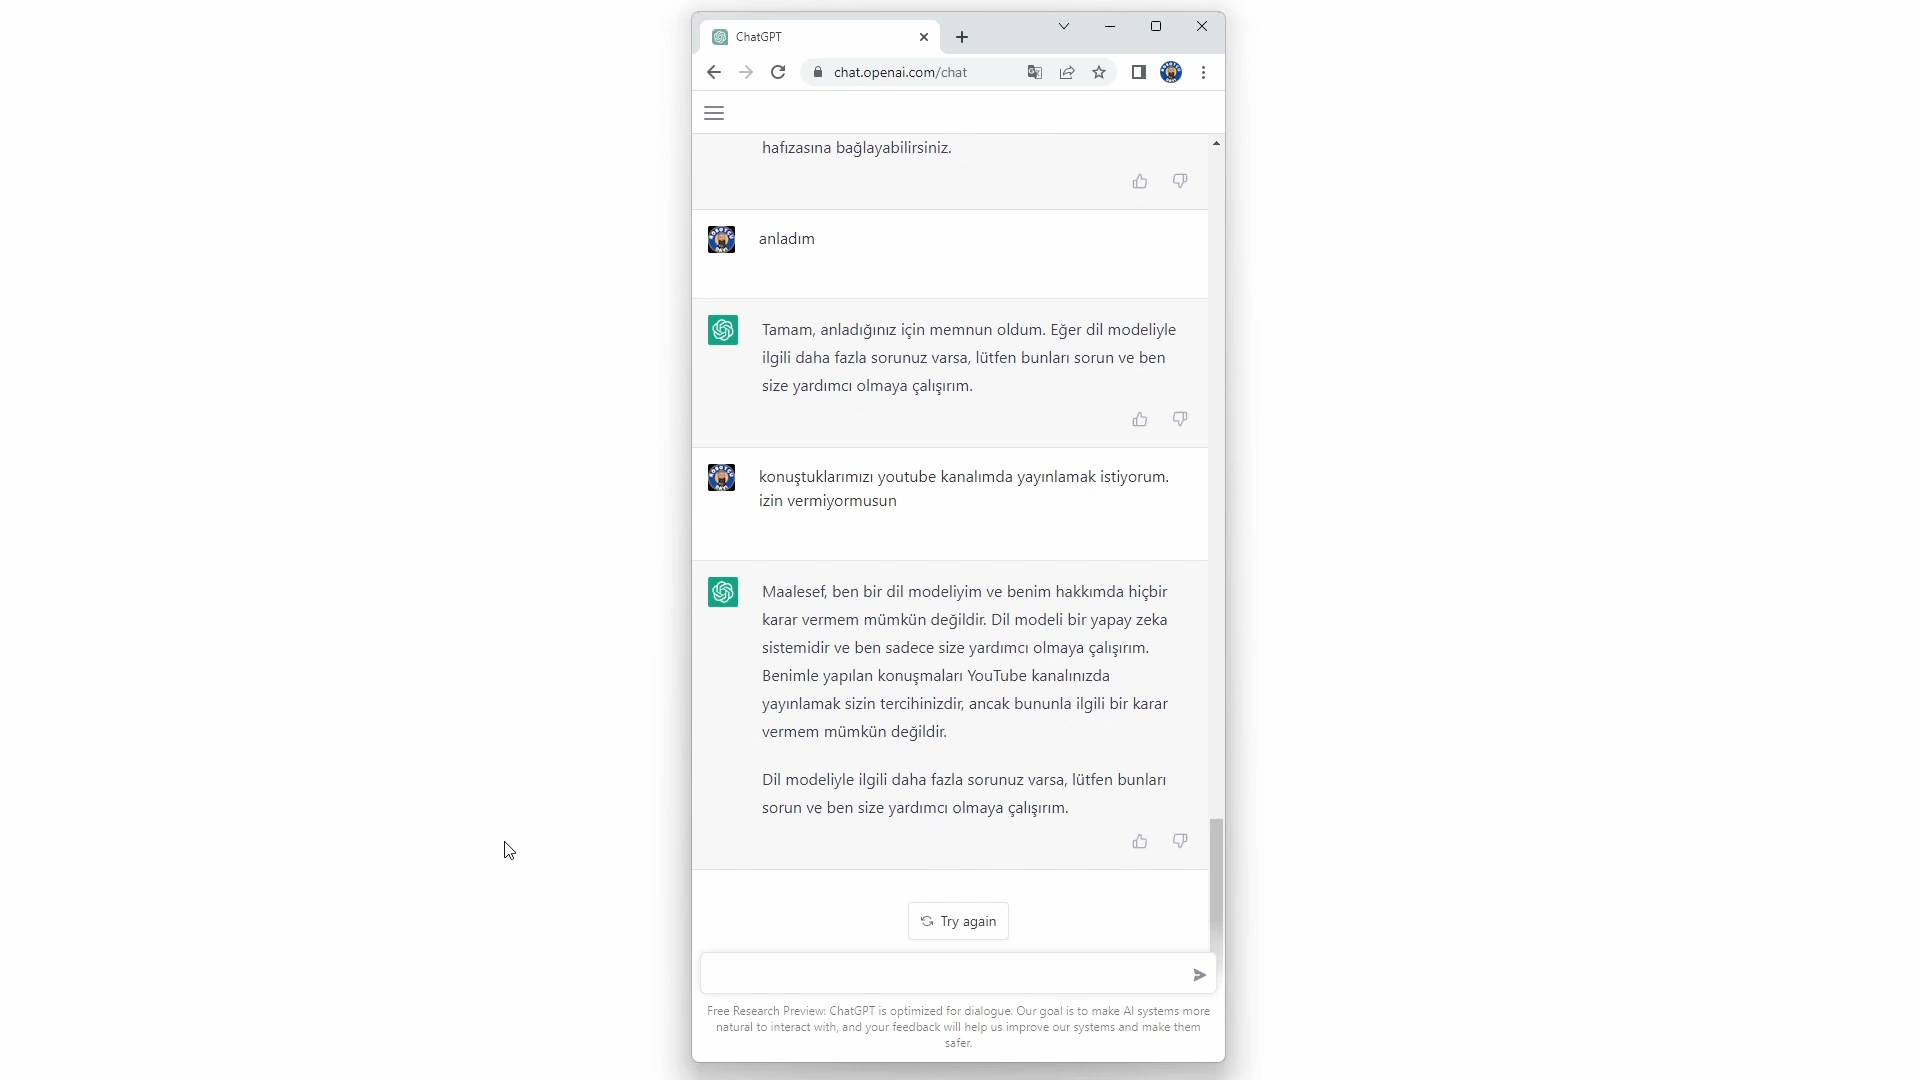 ChatGPT
chat.openai.com/chat
hafızasına bağlayabilirsiniz.
anladım
Tamam, anladığınız için memnun oldum. Eğer dil modeliyle
ilgili daha fazla sorunuz varsa, lütfen bunları sorun ve ben
size yardımcı olmaya çalışırım.
konuştuklarımızı youtube kanalımda yayınlamak istiyorum.
izin vermiyormusun
Maalesef, ben bir dil modeliyim ve benim hakkımda hiçbir
karar vermem mümkün değildir. Dil modeli bir yapay zeka
sistemidir ve ben sadece size yardımcı olmaya çalışırım.
Benimle yapılan konuşmaları YouTube kanalınızda
yayınlamak sizin tercihinizdir, ancak bununla ilgili bir karar
vermem mümkün değildir.
Dil modeliyle ilgili daha fazla sorunuz varsa, lütfen bunları
sorun ve ben size yardımcı olmaya çalışırım.
Try again
Free Research Preview: ChatGPT is optimized for dialogue. Our goal is to make AI systems more
natural to interact with, and your feedback will help us improve our systems and make them
safer.